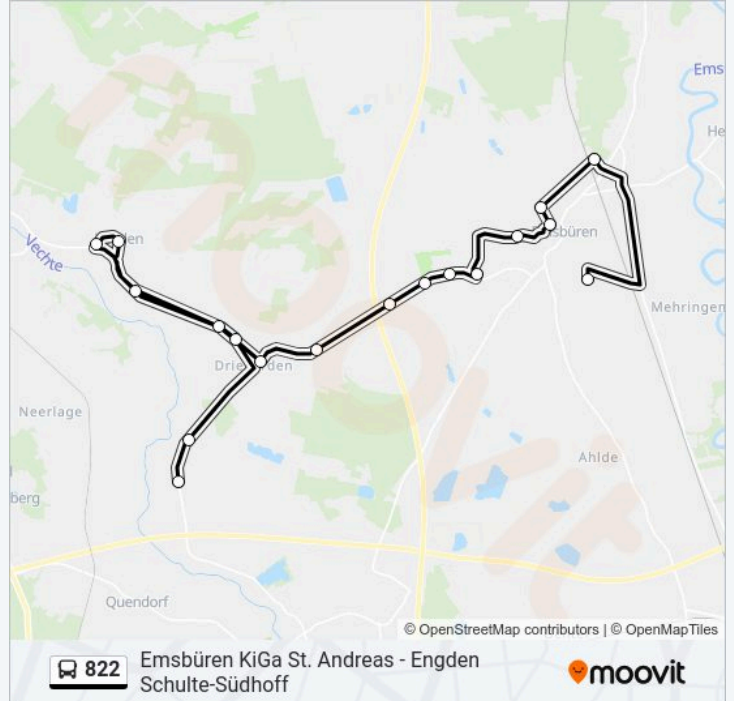 Ems
He
Vechte
sbüren
Mehringen
Neerlage
Ahlde
berg
Quendorf
© OpenStreetMap contributors | © OpenMapTiles
822
Emsbüren KiGa St. Andreas - Engden
Schulte-Südhoff
moovit